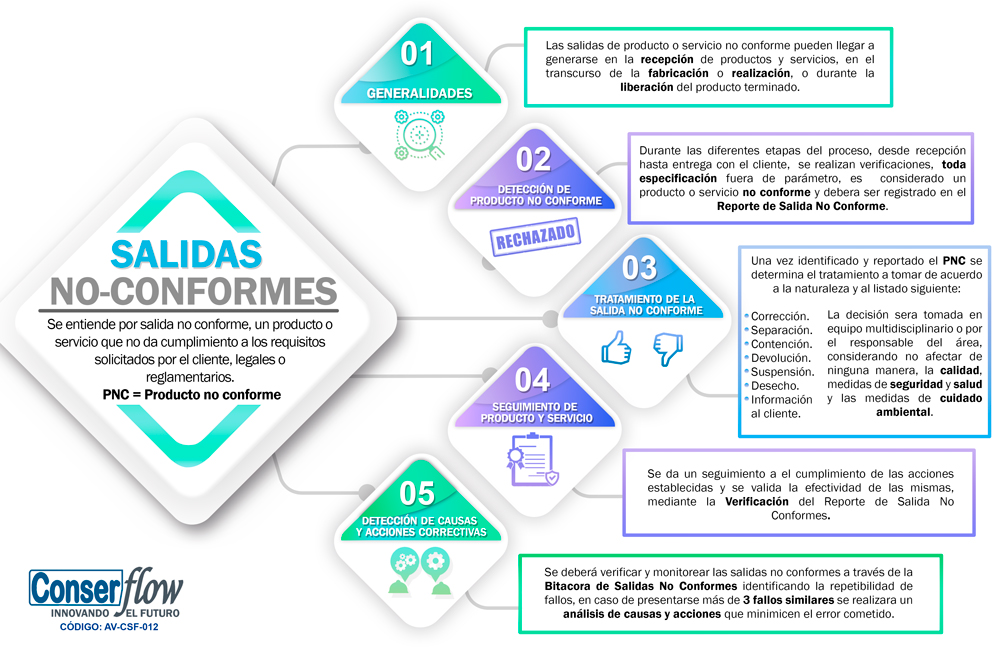 SALIDAS
NO-CONFORMES
Se entiende por salida no conforme, un producto o
servicio que no da cumplimiento a los requisitos
solicitados por el cliente, legales o
reglamentarios.
PNC = Producto no conforme
01
GENERALIDADES
Las salidas de producto o servicio no conforme pueden llegar a
generarse en la recepción de productos y servicios, en el
transcurso de la fabricación o realización, o durante la
liberación del producto terminado.
02
DETECCIÓN DE
PRODUCTO NO CONFORME
RECHAZADO
Durante las diferentes etapas del proceso, desde recepción
hasta entrega con el cliente, se realizan verificaciones, toda
especificación fuera de parámetro, es considerado un
producto o servicio no conforme y debera ser registrado en el
Reporte de Salida No Conforme.
03
TRATAMIENTO DE LA
SALIDA NO CONFORME
Una vez identificado y reportado el PNC se
determina el tratamiento a tomar de acuerdo
a la naturaleza y al listado siguiente:
Corrección.
Separación.
Contención.
Devolución.
Suspensión.
Desecho.
Información
al cliente.
La decisión sera tomada en
equipo multidisciplinario o por
el responsable del área,
considerando no afectar de
ninguna manera, la calidad,
medidas de seguridad y salud
y las medidas de cuidado
ambiental.
04
SEGUIMIENTO DE
PRODUCTO Y SERVICIO
Se da un seguimiento a el cumplimiento de las acciones
establecidas y se valida la efectividad de las mismas,
mediante la Verificación del Reporte de Salida No
Conformes.
05
DETECCIÓN DE CAUSAS
Y ACCIONES CORRECTIVAS
Se deberá verificar y monitorear las salidas no conformes a través de la
Bitacora de Salidas No Conformes identificando la repetibilidad de
fallos, en caso de presentarse más de 3 fallos similares se realizara un
análisis de causas y acciones que minimicen el error cometido.
Conserflow
INNOVANDO EL FUTURO
CÓDIGO: AV-CSF-012